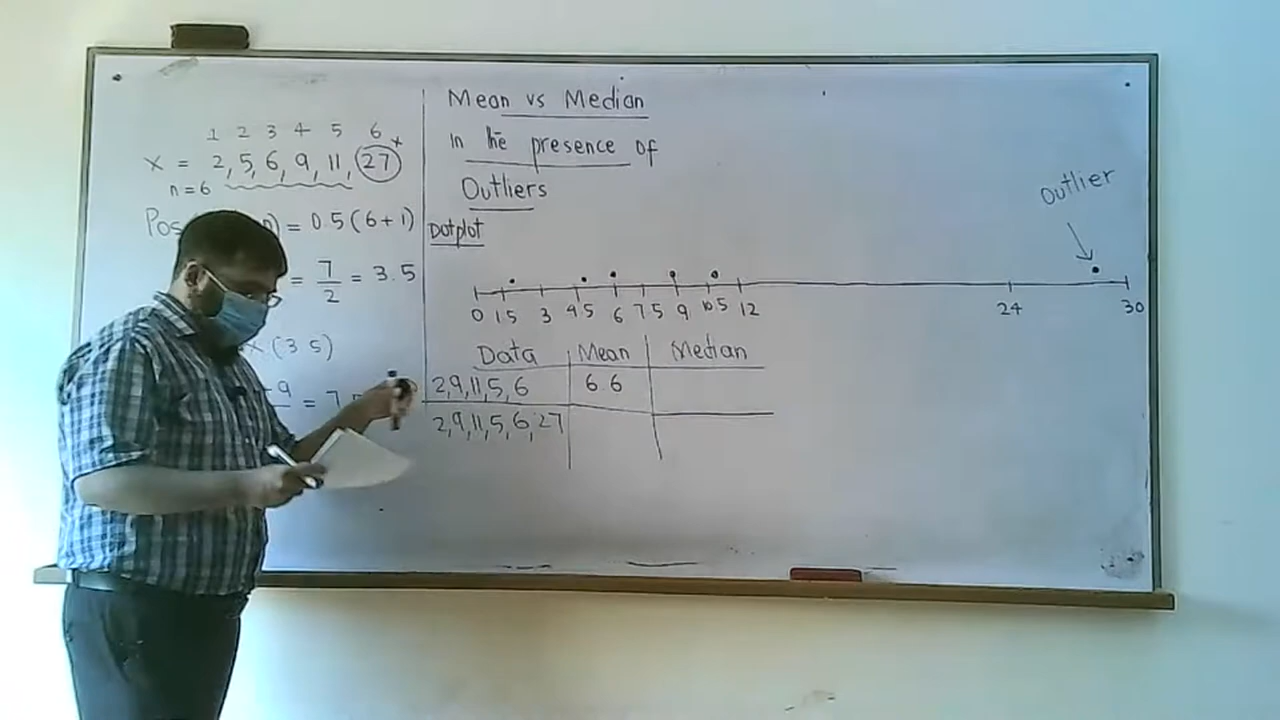 1 2 3 4 5 6
x = 2, 5, 6, 9, 11, 27
n = 6
= 0.5 (6+1)
= 7/2 = 3.5
(3 5)
9
= 7
Mean vs Median
In the presence of
Outliers
Dotplot
Outlier
0 1 5 3 4 5 6 7 5 9 10 5 12 24 30
Data Mean Median
2,9,11,5,6 6 6
2,9,11,5,6,27